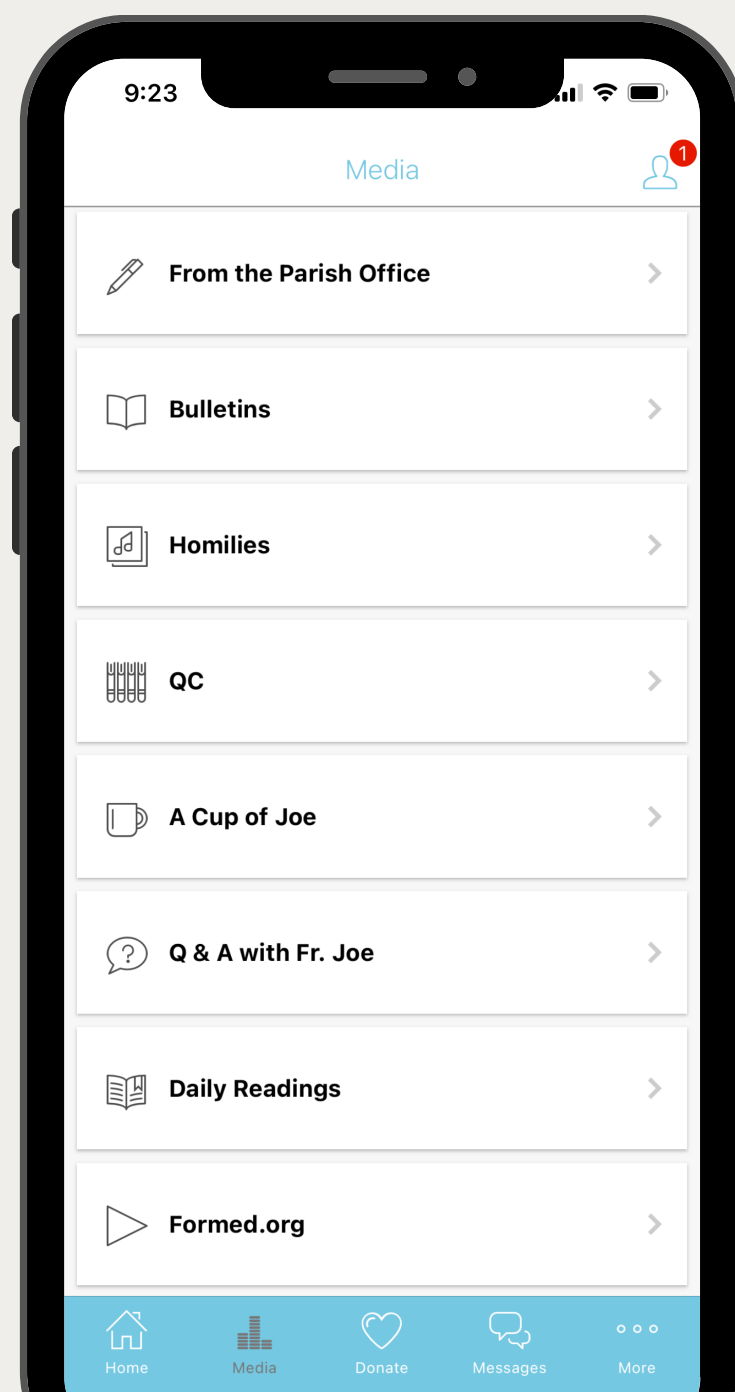 9:23
Media
1
From the Parish Office
Bulletins
Homilies
QC
A Cup of Joe
Q & A with Fr. Joe
Daily Readings
Formed.org
Home
Media
Donate
Messages
More